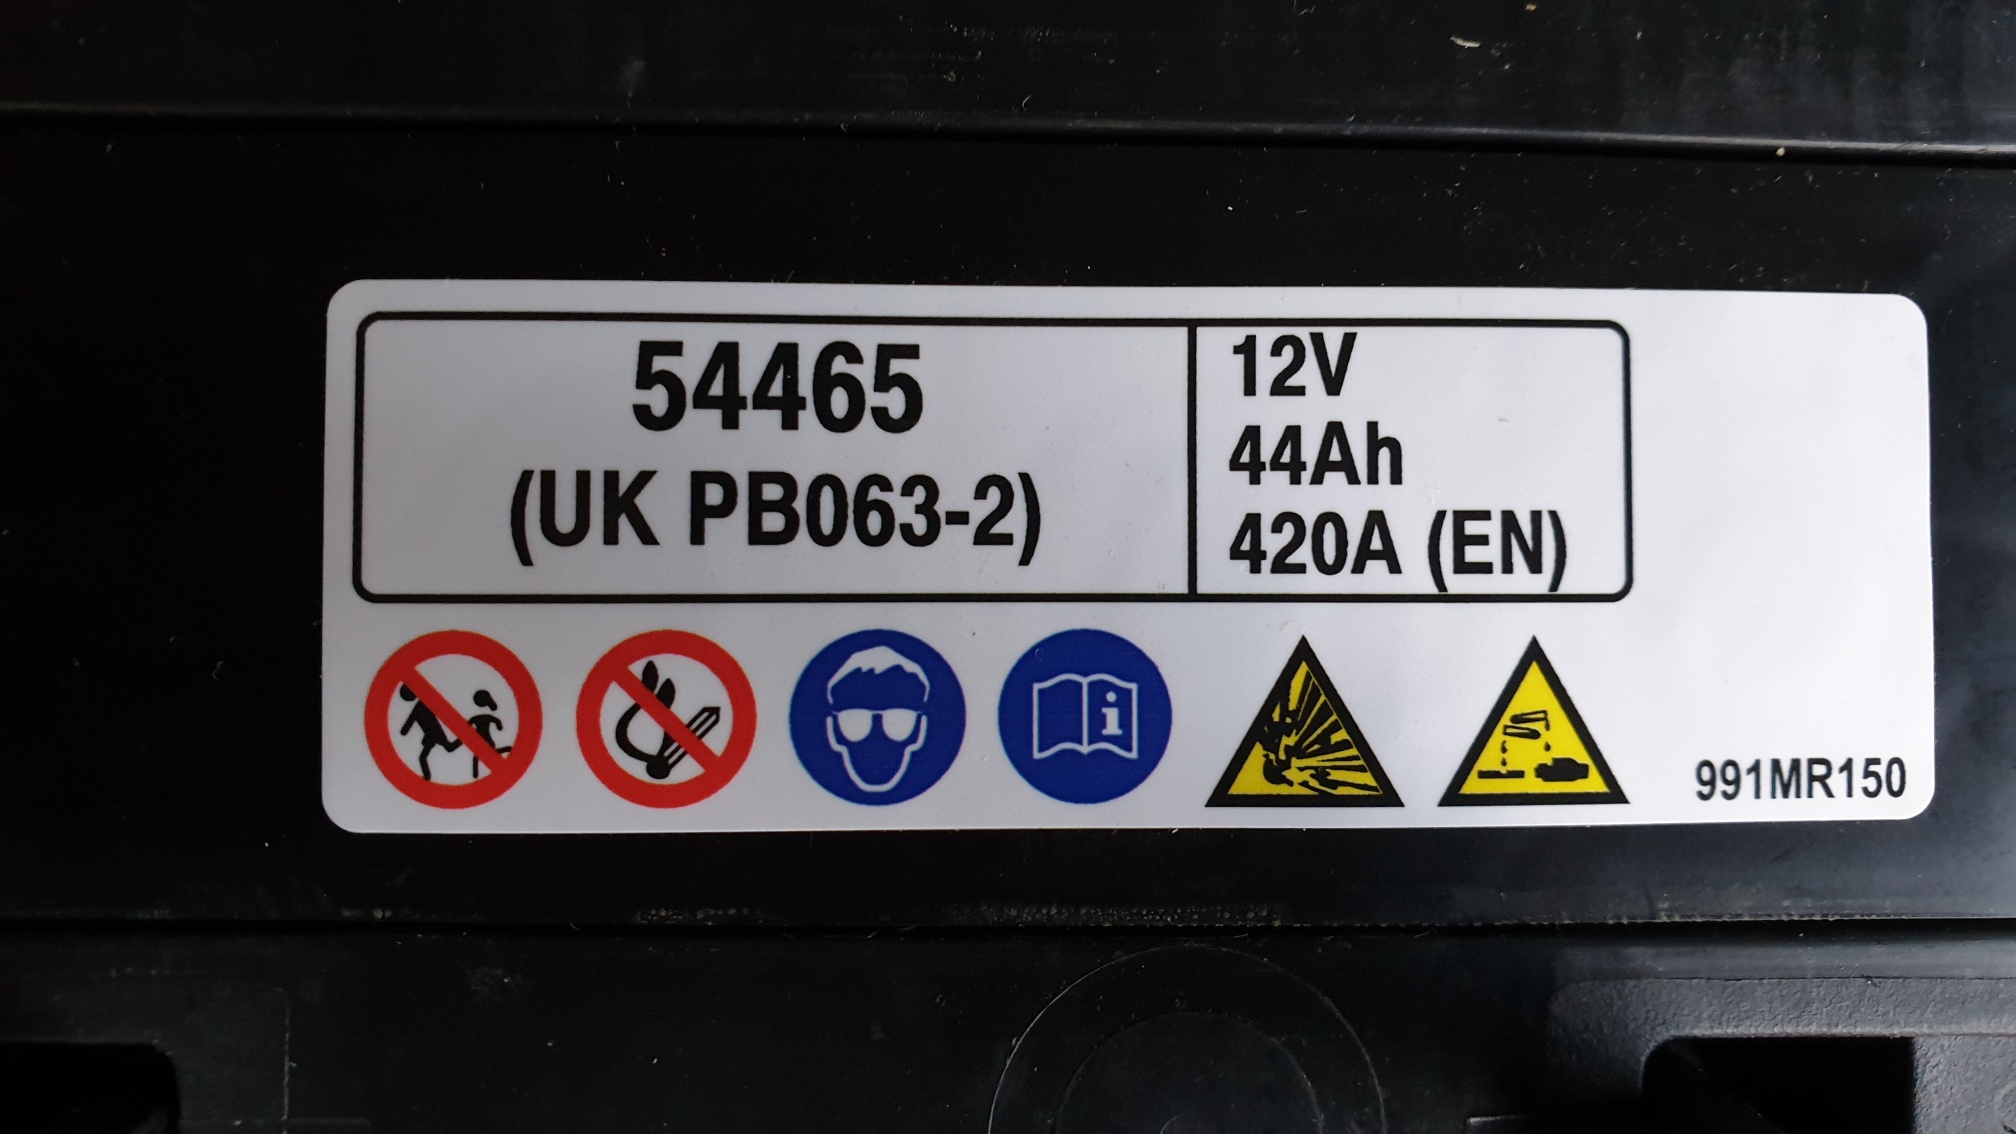 54465
(UK PB063-2)
12V
44Ah
420A (EN)
991MR150